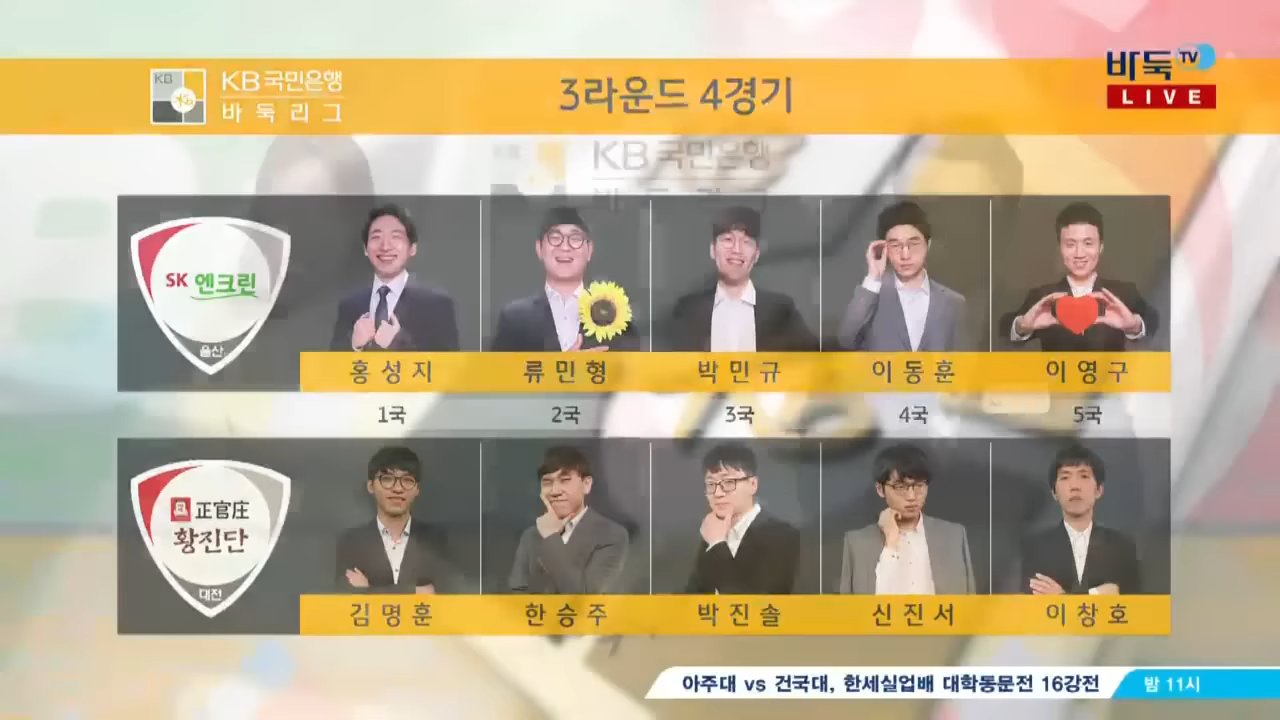 KB
KB국민은행
바둑리그
3라운드 4경기
바둑TV
LIVE
KB국민은행
SK 엔크린
울산
홍성지 류민형 박민규 이동훈 이영구
1국 2국 3국 4국 5국
正官庄
황진단
대전
김명훈 한승주 박진솔 신진서 이창호
아주대 vs 건국대, 한세실업배 대학동문전 16강전 밤 11시